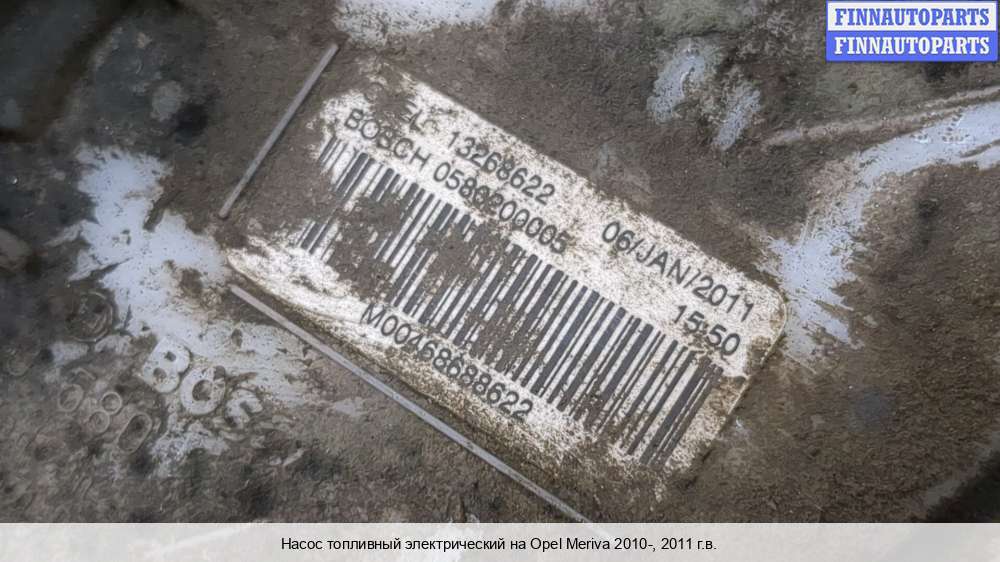 FINNAUTOPARTS
FINNAUTOPARTS
13268622 06/JAN/2011
BOSCH 0580200005 15:50
M00468688622
BO
Насос топливный электрический на Opel Meriva 2010-, 2011 г.в.